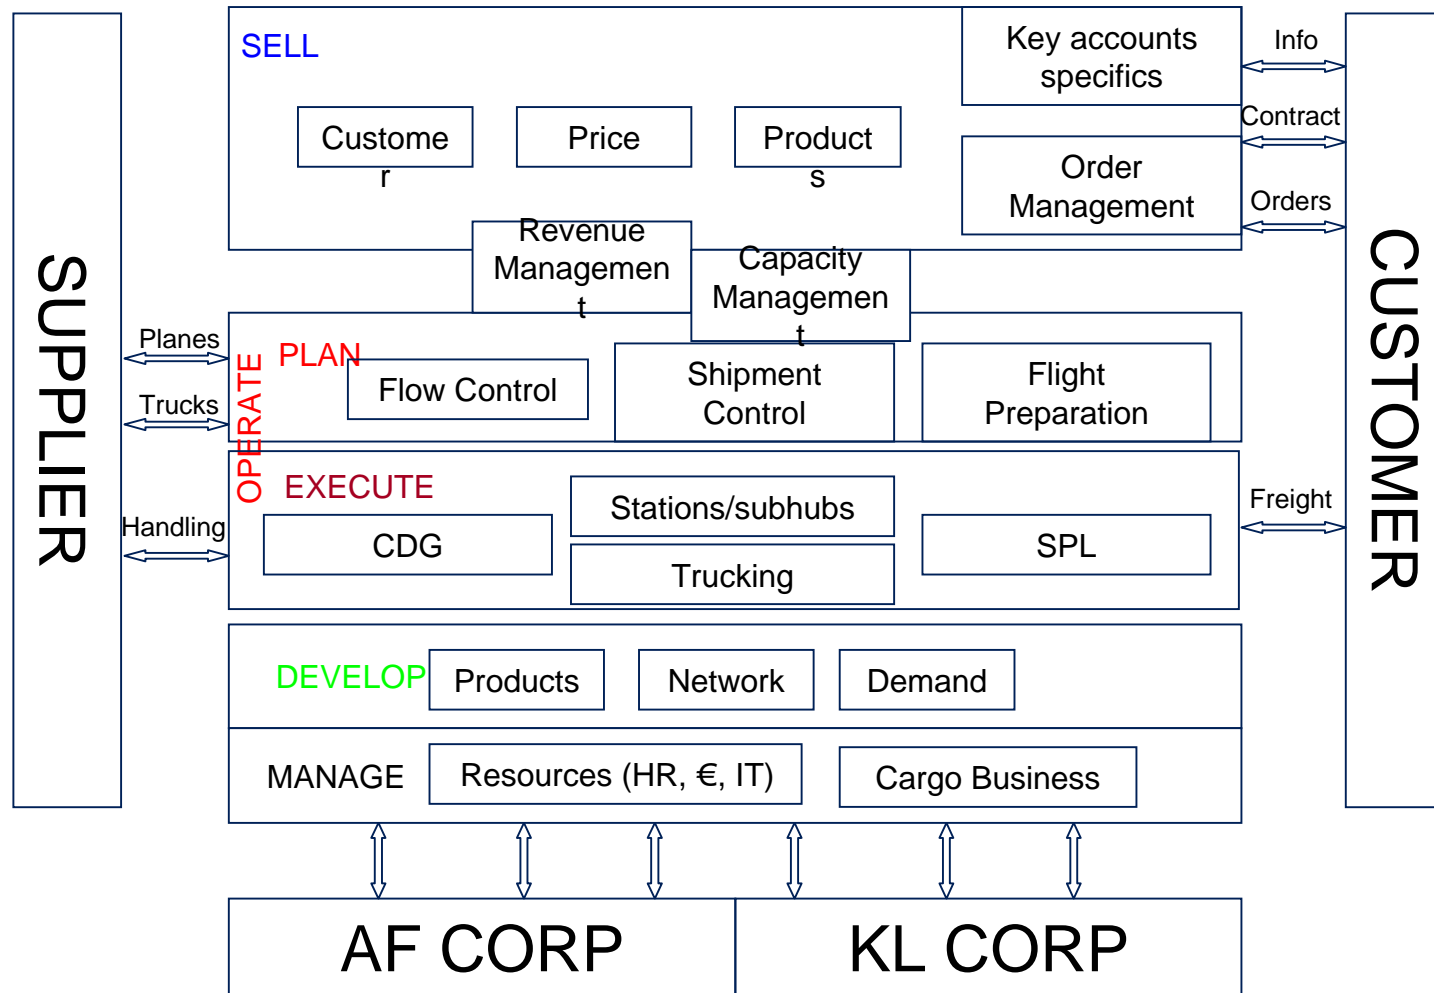 SUPPLIER
SELL
Key accounts
specifics
Custome
r
Price
Product
s
Order
Management
Revenue
Managemen
t
Capacity
Managemen
t
Info
Contract
Orders
CUSTOMER
Planes
Trucks
OPERATE
PLAN
Flow Control
Shipment
Control
Flight
Preparation
Handling
EXECUTE
CDG
Stations/subhubs
Trucking
SPL
Freight
DEVELOP
Products
Network
Demand
MANAGE
Resources (HR, €, IT)
Cargo Business
AF CORP
KL CORP